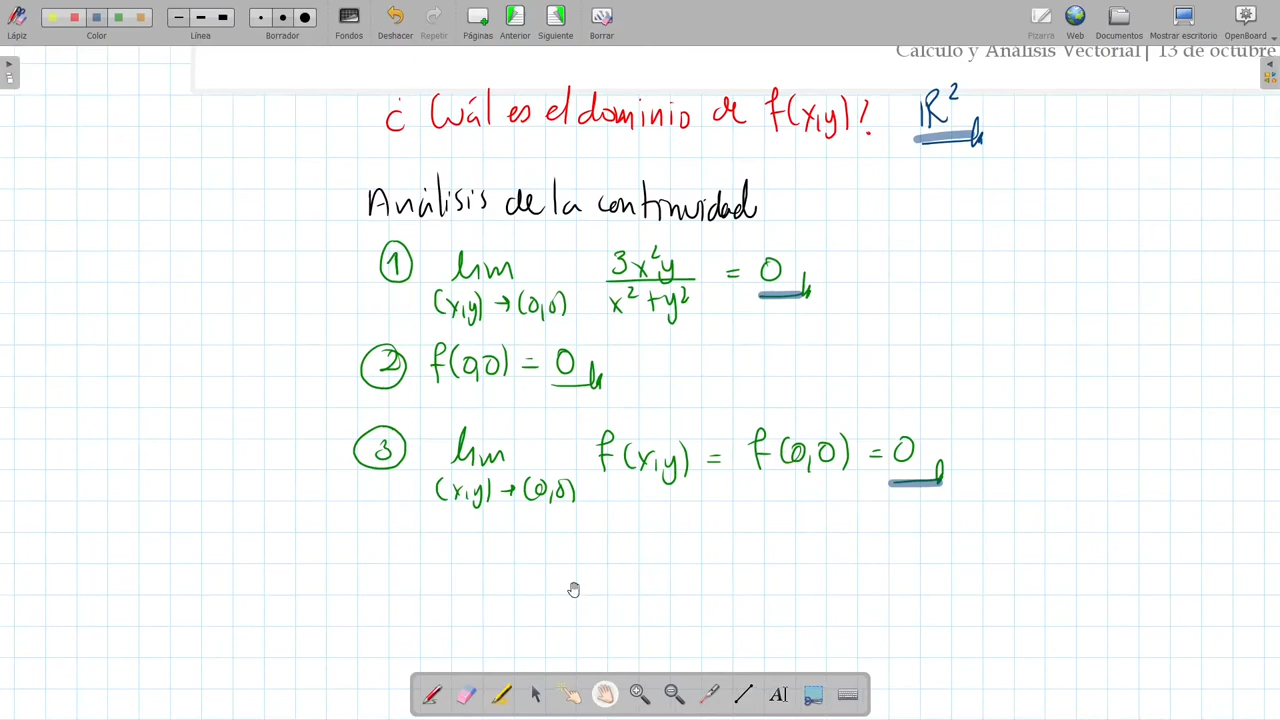 Lápiz Color Línea Borrador Fondos Deshacer Repetir Páginas Anterior Siguiente Borrar Pizarra Web Documentos Mostrar escritorio OpenBoard
Cálculo y Análisis Vectorial | 13 de octubre
¿ Cuál es el dominio de f(x,y)? ℝ²
Análisis de la continuidad
① lim (x,y)→(0,0) 3x²y / x²+y² = 0
② f(0,0) = 0
③ lim (x,y)→(0,0) f(x,y) = f(0,0) = 0